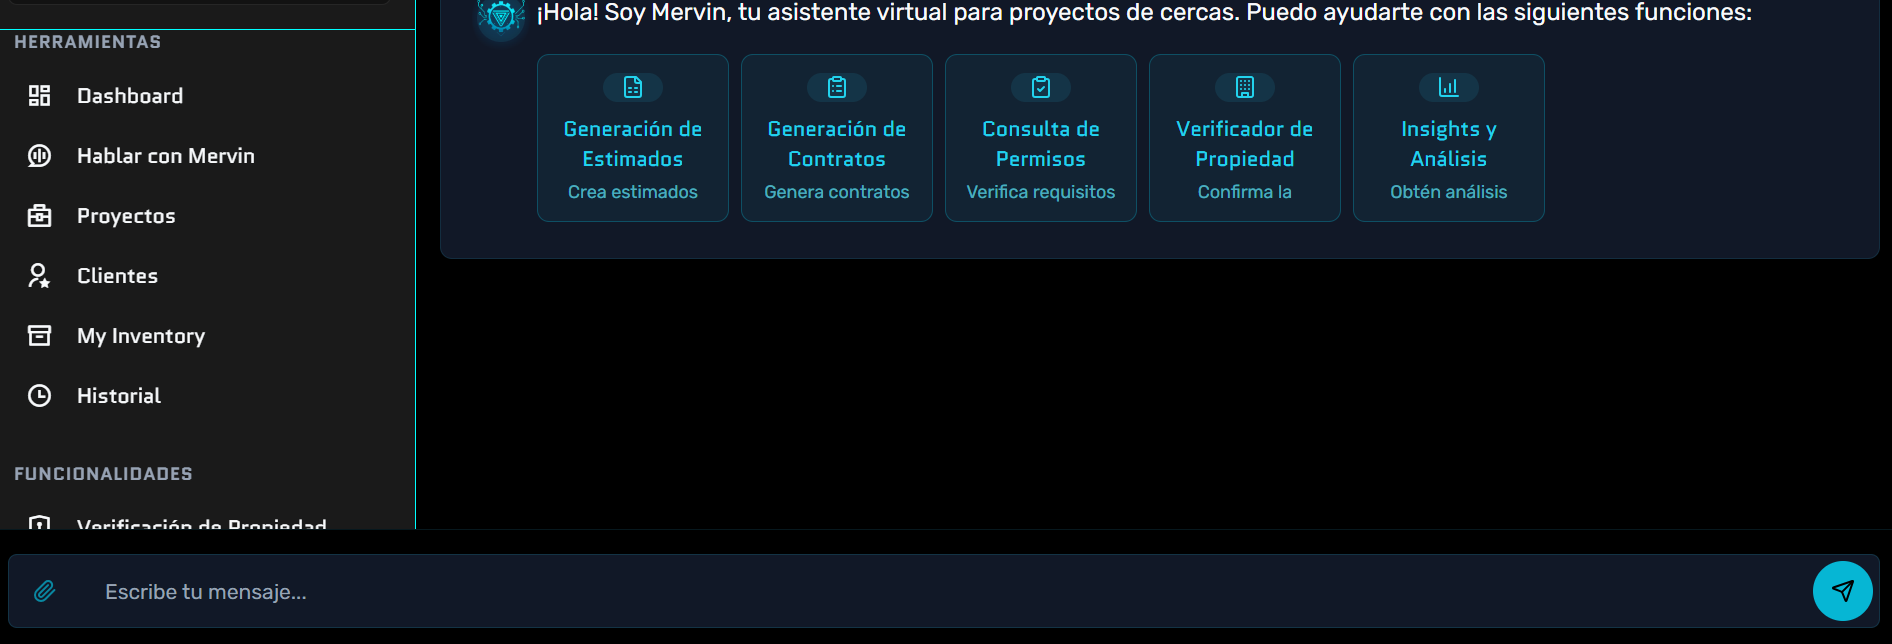 HERRAMIENTAS
Dashboard
Hablar con Mervin
Proyectos
Clientes
My Inventory
Historial
FUNCIONALIDADES
Verificación de Propiedad
¡Hola! Soy Mervin, tu asistente virtual para proyectos de cercas. Puedo ayudarte con las siguientes funciones:
Generación de
Estimados
Crea estimados
Generación de
Contratos
Genera contratos
Consulta de
Permisos
Verifica requisitos
Verificador de
Propiedad
Confirma la
Insights y
Análisis
Obtén análisis
Escribe tu mensaje...